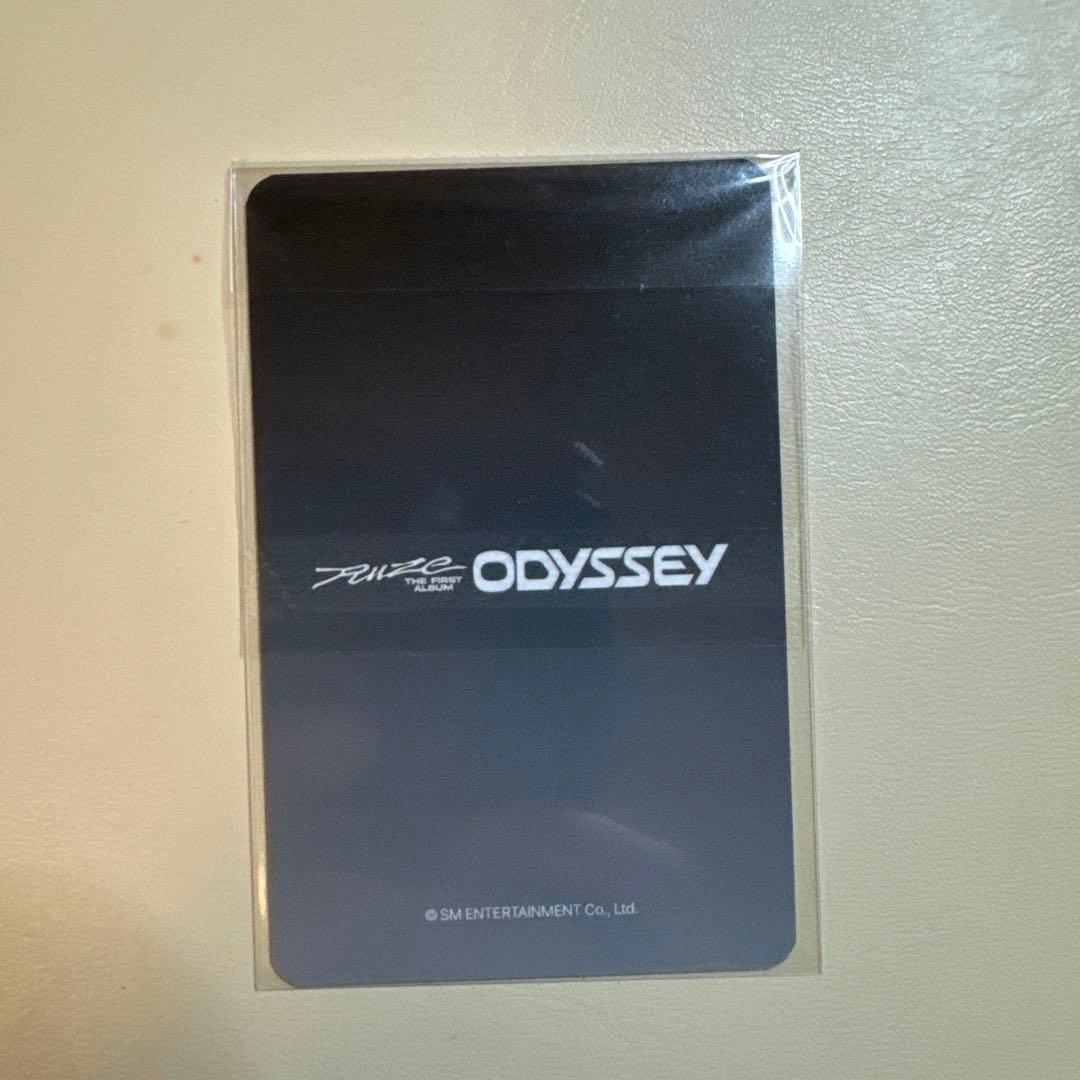 RIIZE THE FIRST ALBUM ODYSSEY
© SM ENTERTAINMENT Co., Ltd.